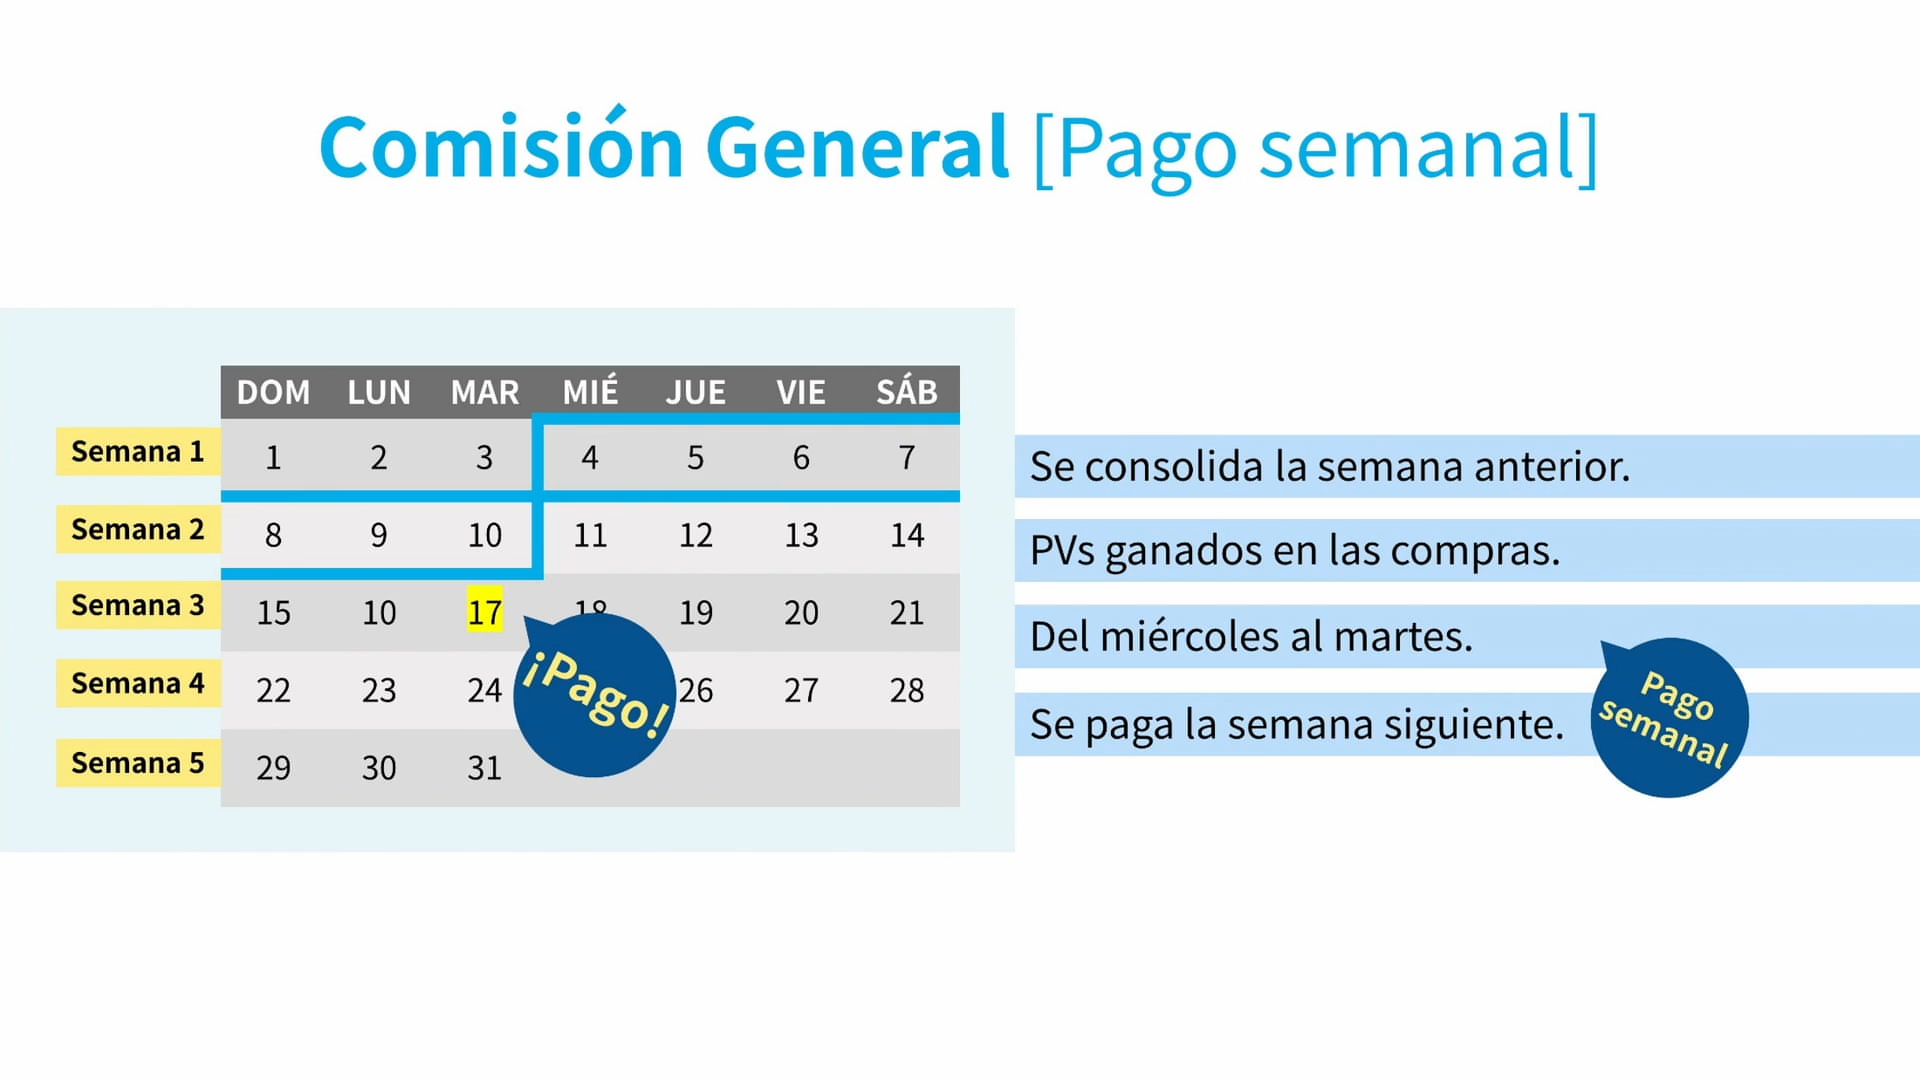 Comisión General [Pago semanal]
DOM LUN MAR MIÉ JUE VIE SÁB
Semana 1 1 2 3 4 5 6 7
Semana 2 8 9 10 11 12 13 14
Semana 3 15 10 17 18 19 20 21
Semana 4 22 23 24 26 27 28
Semana 5 29 30 31
¡Pago!
Se consolida la semana anterior.
PVs ganados en las compras.
Del miércoles al martes.
Se paga la semana siguiente.
Pago
semanal